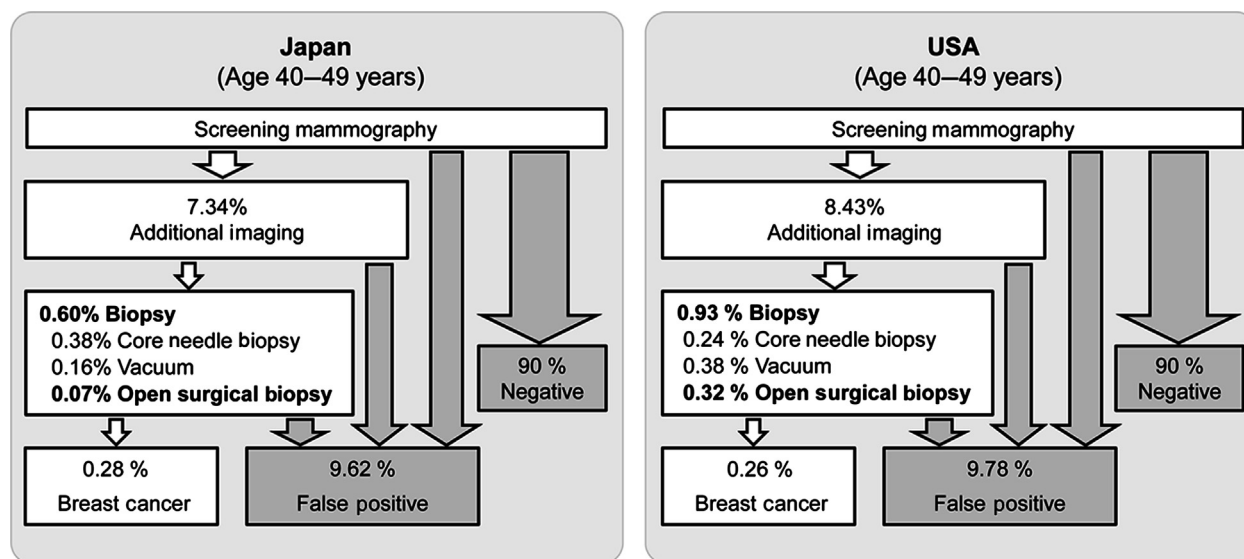 Japan
(Age 40–49 years)
Screening mammography
7.34%
Additional imaging
0.60% Biopsy
0.38% Core needle biopsy
0.16% Vacuum
0.07% Open surgical biopsy
90 %
Negative
0.28 %
Breast cancer
9.62 %
False positive
USA
(Age 40–49 years)
Screening mammography
8.43%
Additional imaging
0.93 % Biopsy
0.24 % Core needle biopsy
0.38 % Vacuum
0.32 % Open surgical biopsy
90 %
Negative
0.26 %
Breast cancer
9.78 %
False positive